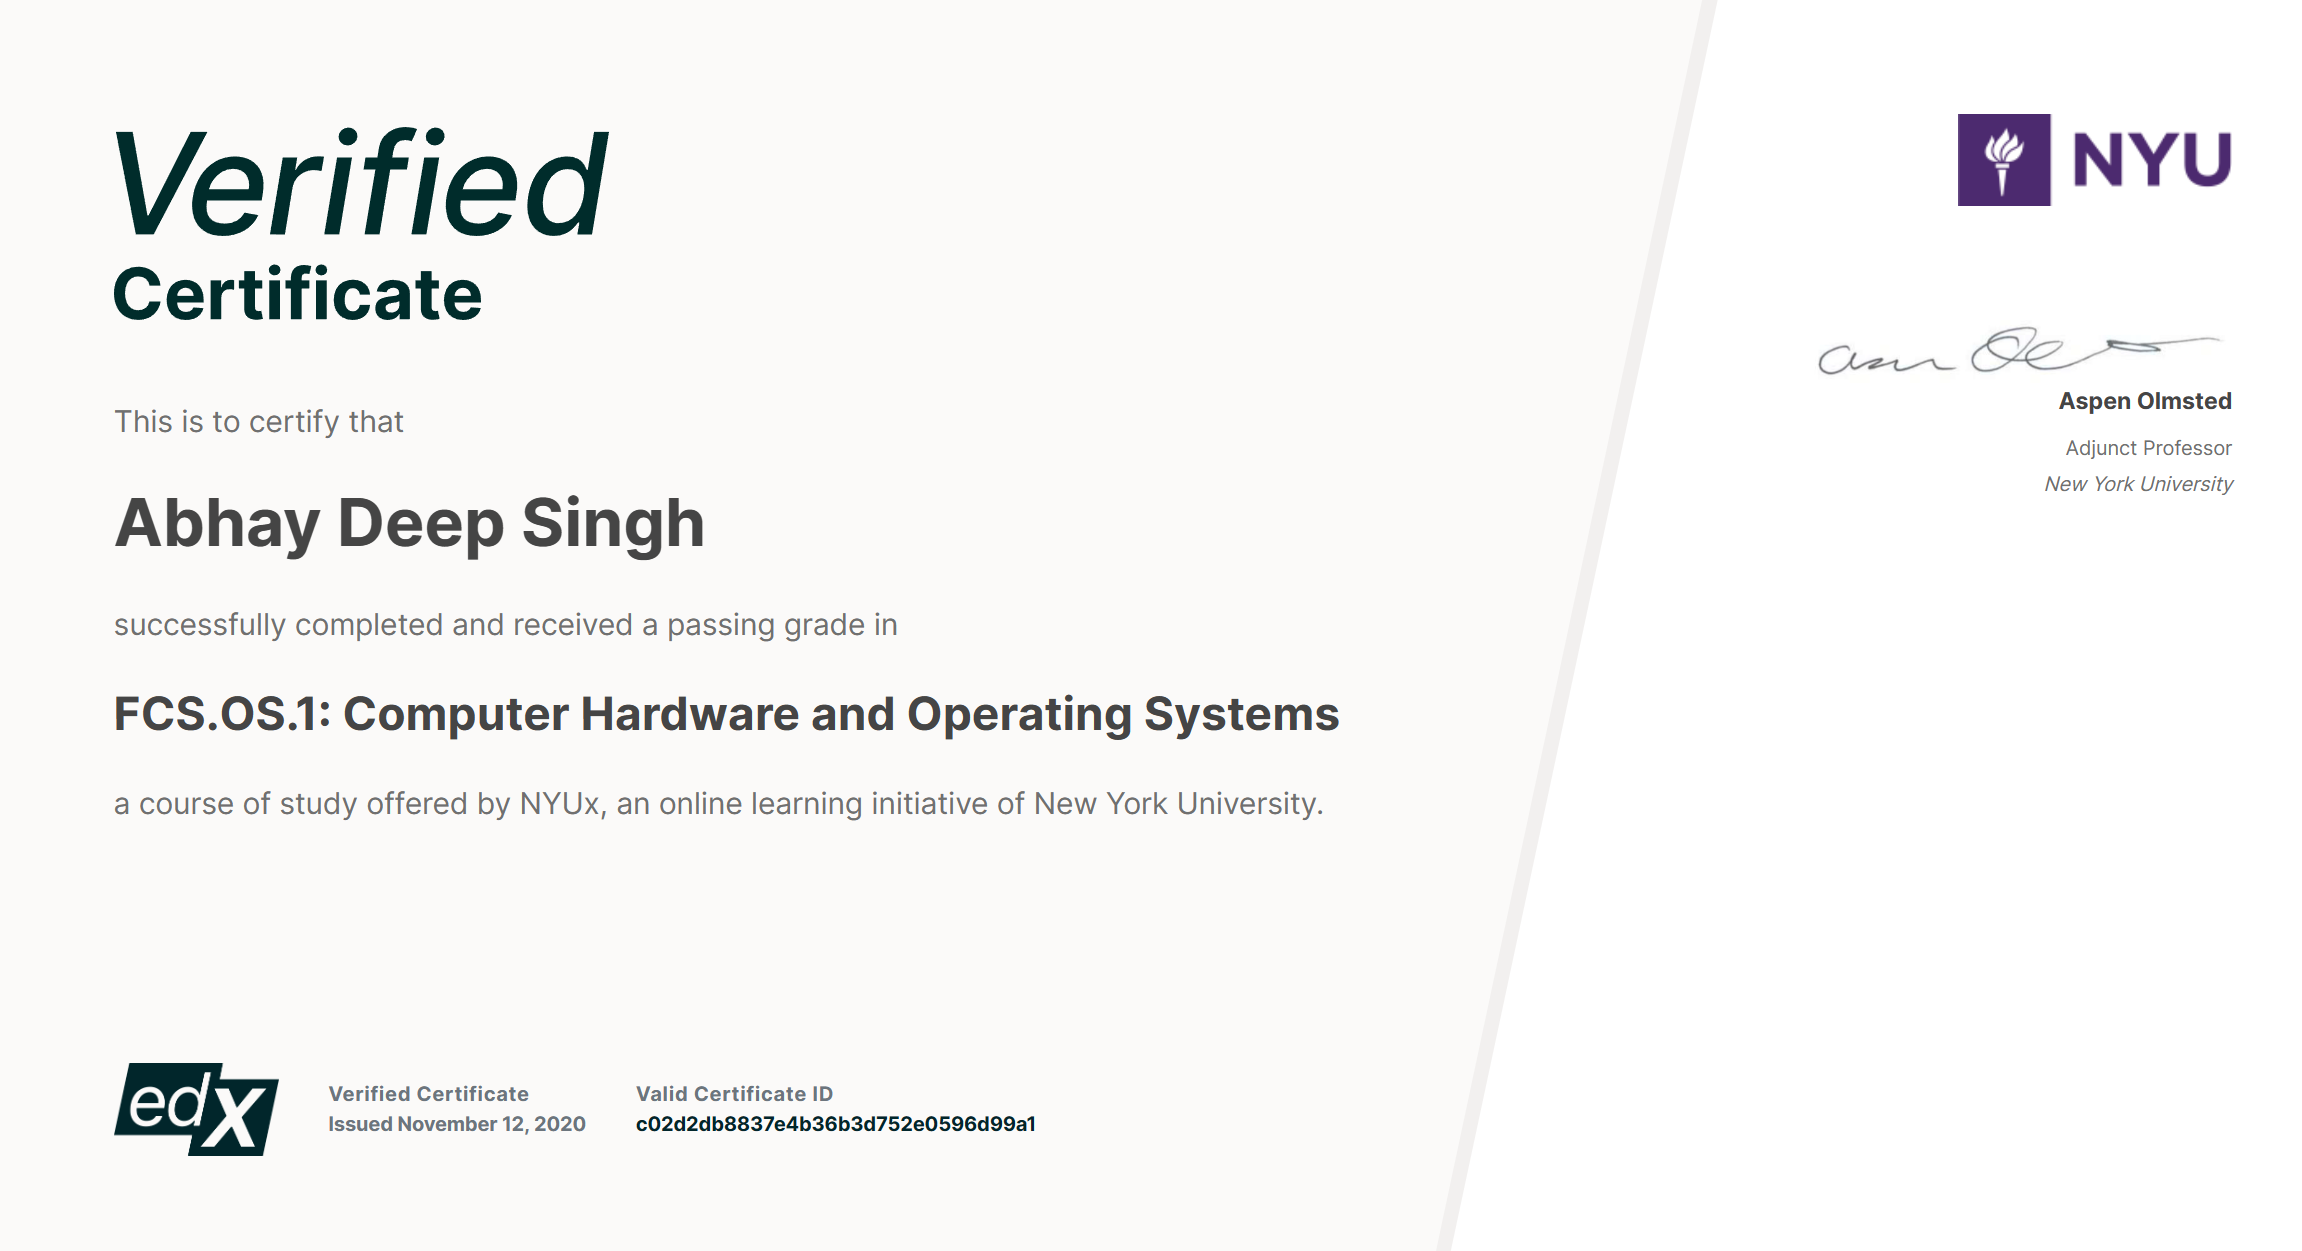 Verified
Certificate
This is to certify that
Abhay Deep Singh
successfully completed and received a passing grade in
FCS.OS.1: Computer Hardware and Operating Systems
a course of study offered by NYUx, an online learning initiative of New York University.
edX
Verified Certificate
Issued November 12, 2020
Valid Certificate ID
c02d2db8837e4b36b3d752e0596d99a1
NYU
Aspen Olmsted
Adjunct Professor
New York University